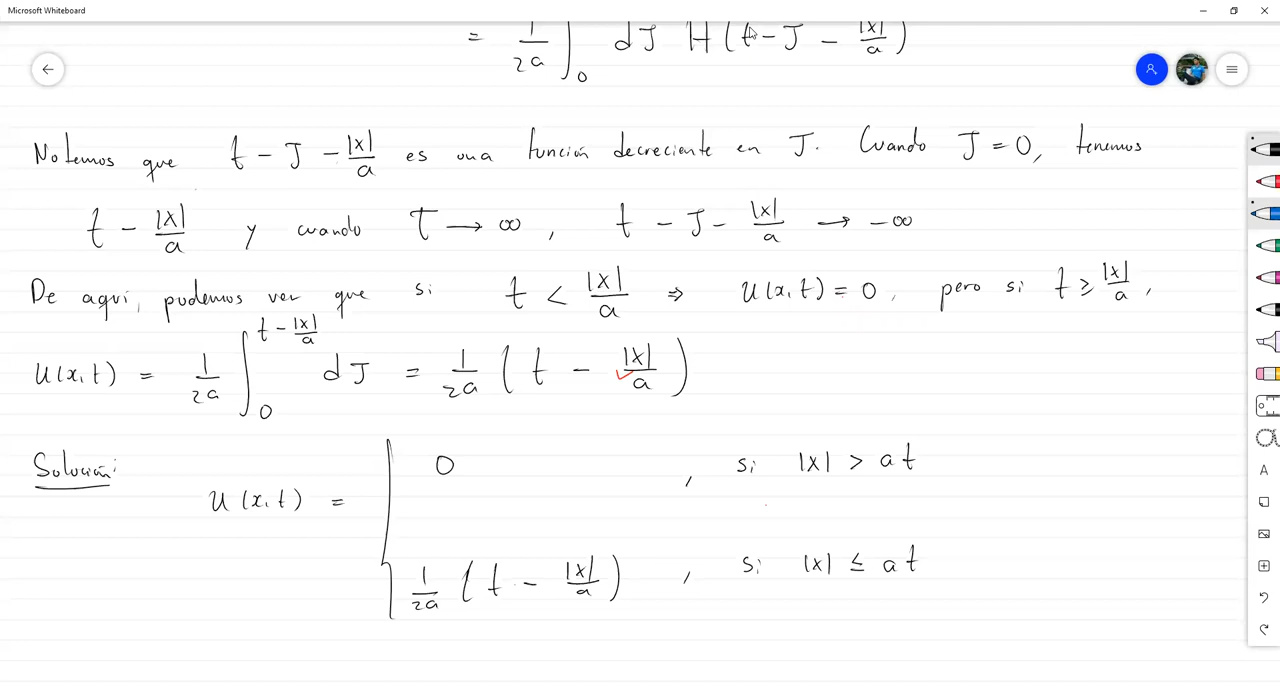 Microsoft Whiteboard
= 1/2a ∫_0 dJ H(t - J - |x|/a)
Notemos que t - J - |x|/a es una función decreciente en J. Cuando J = 0, tenemos
t - |x|/a y cuando T → ∞, t - J - |x|/a → -∞
De aquí, podemos ver que si t < |x|/a ⇒ u(x,t) = 0, pero si t ≥ |x|/a,
u(x,t) = 1/2a ∫_0^{t - |x|/a} dJ = 1/2a (t - |x|/a)
Solución:
0, si |x| > at
u(x,t) = {
1/2a (t - |x|/a), si |x| ≤ at
A